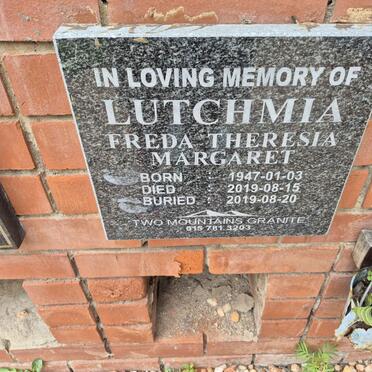 IN LOVING MEMORY OF
LUTCHMIA
FREDA THERESIA
MARGARET
BORN : 1947-01-03
DIED : 2019-08-15
BURIED : 2019-08-20
TWO MOUNTAINS GRANITE
015 781 3203